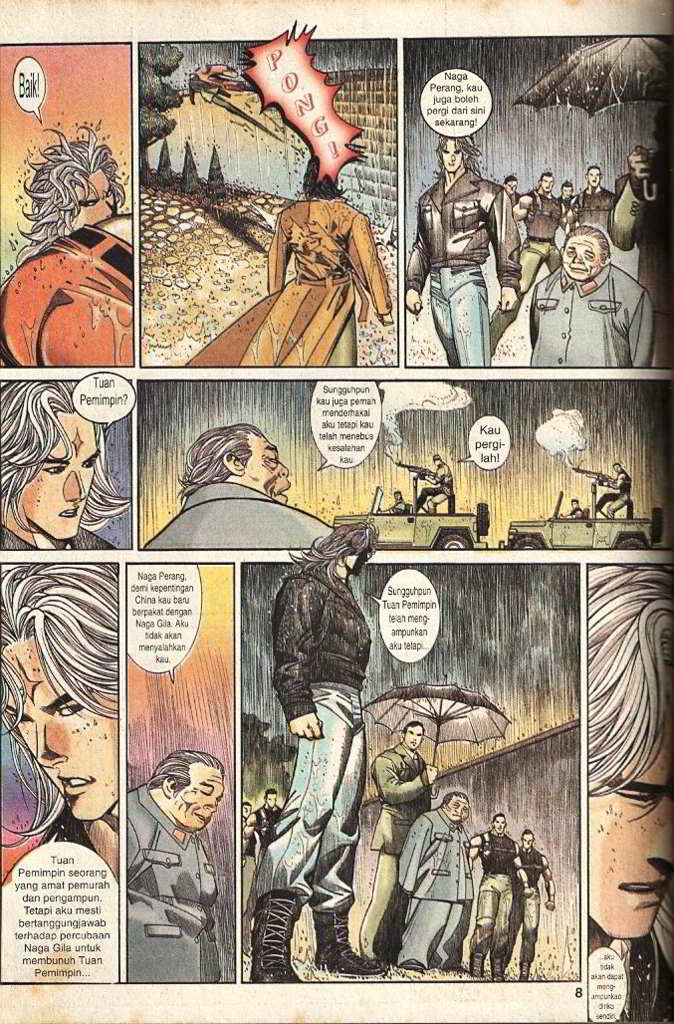 Baik!
PONG!
Naga
Perang, kau
juga boleh
pergi dari sini
sekarang!
U
Tuan
Pemimpin?
Sungguhpun
kau juga pernah
menderhakai
aku tetapi kau
telah menebus
kesalahan
kau.
Kau
pergi-
lah!
Tuan
Pemimpin seorang
yang amat pemurah
dan pengampun.
Tetapi aku mesti
bertanggungjawab
terhadap percubaan
Naga Gila untuk
membunuh Tuan
Pemimpin...
Naga Perang,
demi kepentingan
China kau baru
berpakat dengan
Naga Gila. Aku
tidak akan
menyalahkan
kau.
Sungguhpun
Tuan Pemimpin
telah meng-
ampunkan
aku tetapi...
...aku
tidak
akan dapat
meng-
ampunkan
diriku
sendiri.
8